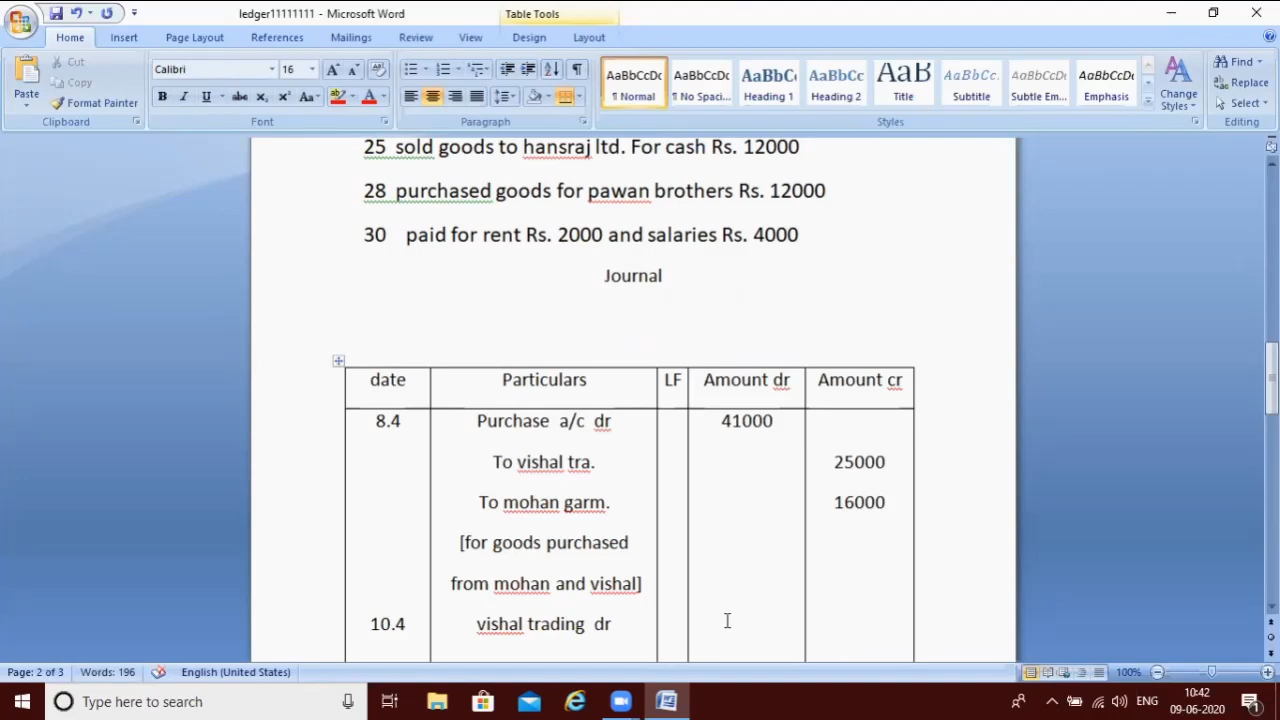 ledger11111111 - Microsoft Word
Table Tools
Home Insert Page Layout References Mailings Review View Design Layout
Paste
Cut
Copy
Format Painter
Clipboard
Calibri 16
B I U abc x₂ x² Aa
Font
Paragraph
AaBbCcDc AaBbCcDc AaBbC AaBbCc AaB AaBbCc. AaBbCcDc AaBbCcDc
¶ Normal ¶ No Spaci... Heading 1 Heading 2 Title Subtitle Subtle Em... Emphasis
Change Styles
Styles
Find
Replace
Select
Editing
25 sold goods to hansraj ltd. For cash Rs. 12000
28 purchased goods for pawan brothers Rs. 12000
30 paid for rent Rs. 2000 and salaries Rs. 4000
Journal
date Particulars LF Amount dr Amount cr
8.4 Purchase a/c dr 41000
To vishal tra. 25000
To mohan garm. 16000
[for goods purchased
from mohan and vishal]
10.4 vishal trading dr
Page: 2 of 3 Words: 196 English (United States) 100%
Type here to search
ENG
10:42
09-06-2020